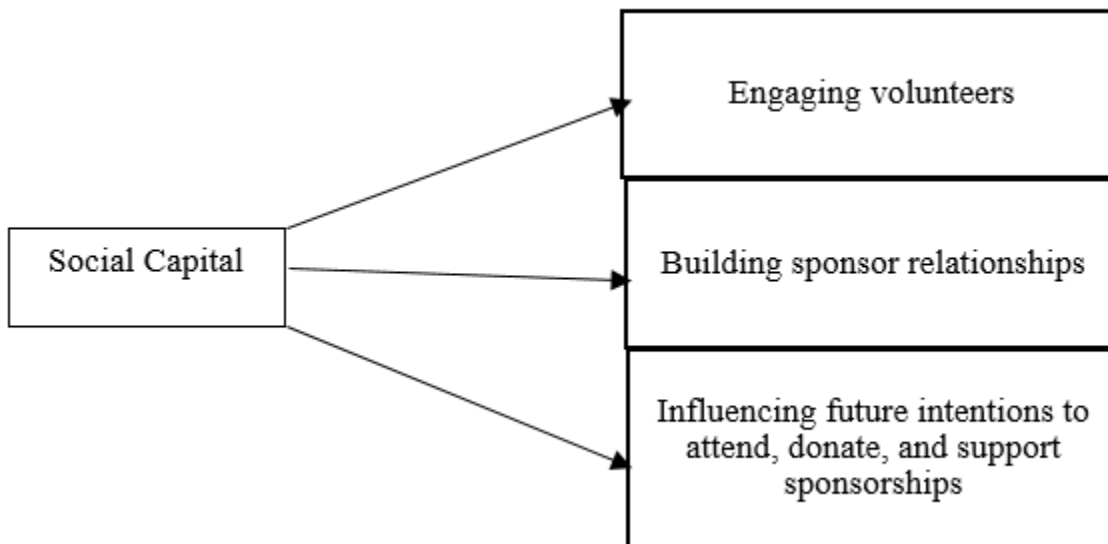 Engaging volunteers
Social Capital
Building sponsor relationships
Influencing future intentions to
attend, donate, and support
sponsorships